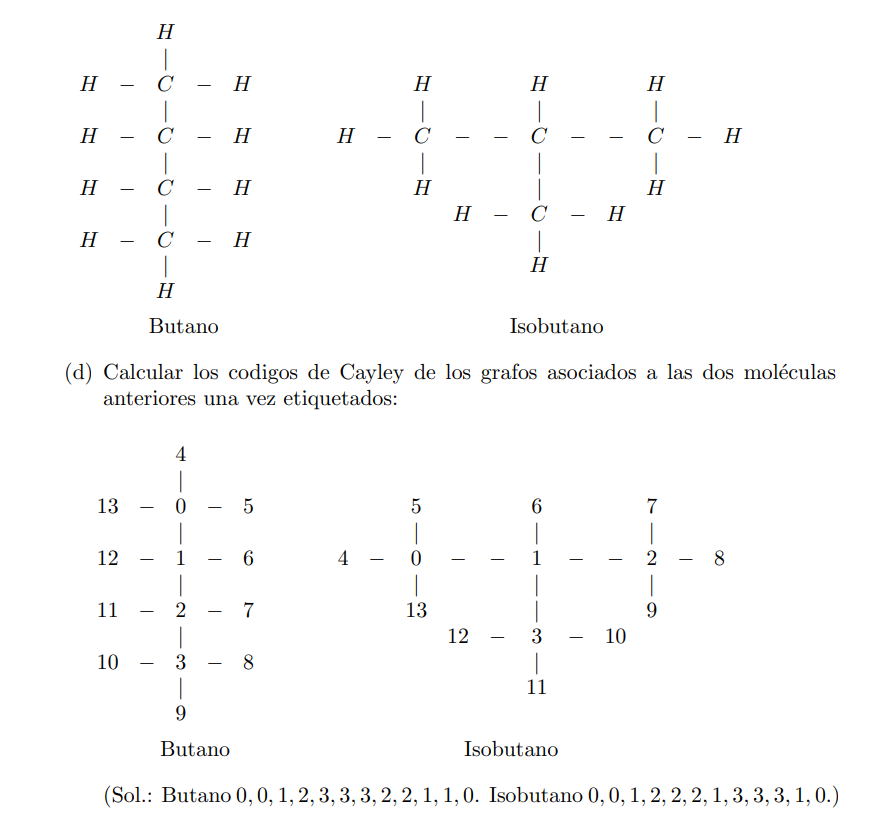 H
|
H – C – H
|
H – C – H
|
H – C – H
|
H – C – H
|
H
Butano
H H H
| | |
H – C – – C – – C – H
| | |
H | H
H – C – H
|
H
Isobutano
(d) Calcular los codigos de Cayley de los grafos asociados a las dos moléculas
anteriores una vez etiquetados:
4
|
13 – 0 – 5
|
12 – 1 – 6
|
11 – 2 – 7
|
10 – 3 – 8
|
9
Butano
5 6 7
| | |
4 – 0 – – 1 – – 2 – 8
| | |
13 | 9
12 – 3 – 10
|
11
Isobutano
(Sol.: Butano 0, 0, 1, 2, 3, 3, 3, 2, 2, 1, 1, 0. Isobutano 0, 0, 1, 2, 2, 2, 1, 3, 3, 3, 1, 0.)